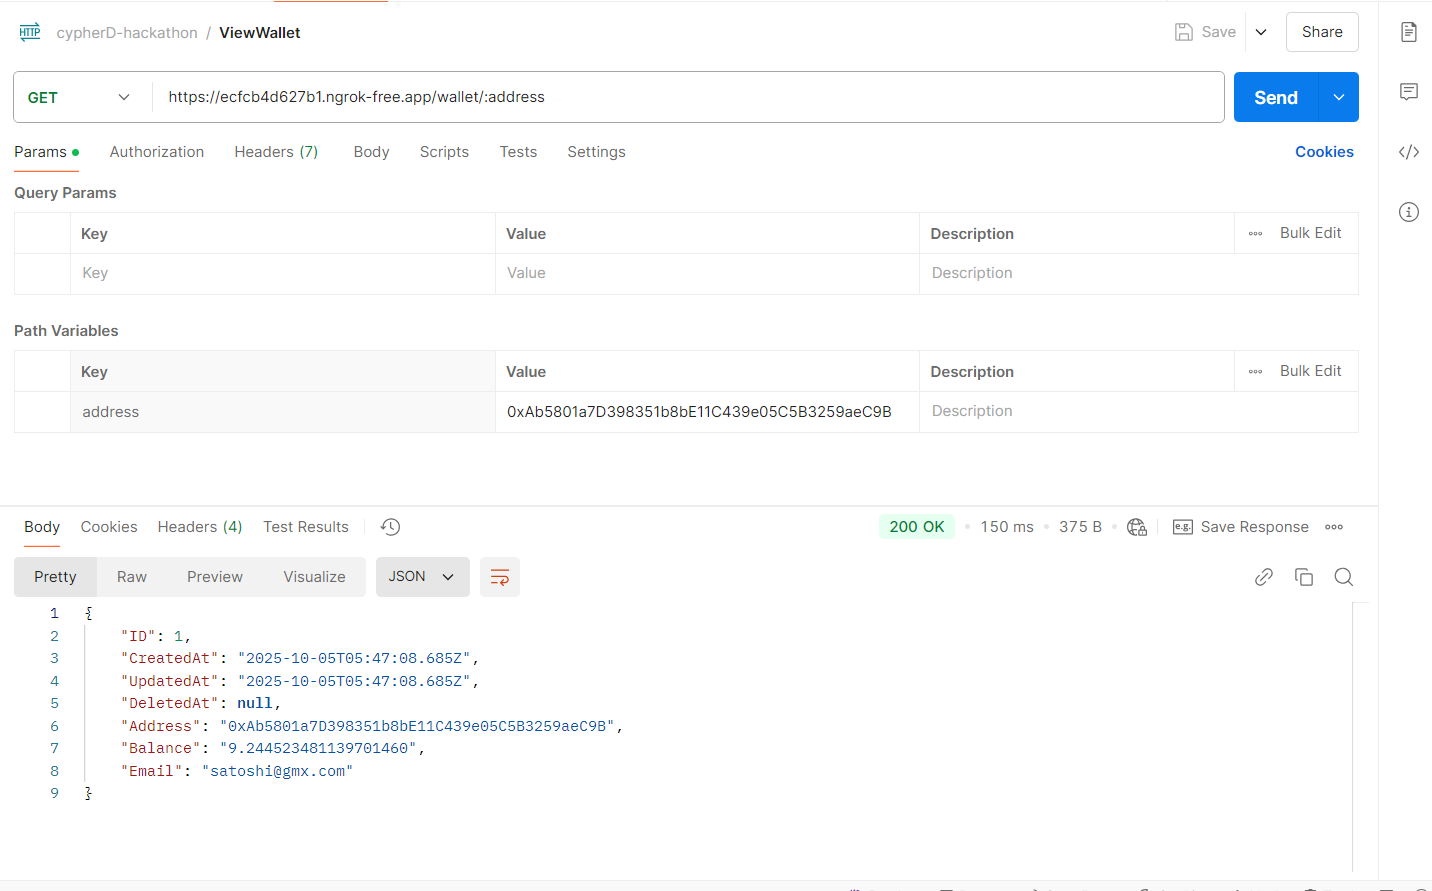 HTTP cypherD-hackathon / ViewWallet Save Share
GET https://ecfcb4d627b1.ngrok-free.app/wallet/:address Send
Params Authorization Headers (7) Body Scripts Tests Settings Cookies
Query Params
Key Value Description Bulk Edit
Key Value Description
Path Variables
Key Value Description Bulk Edit
address 0xAb5801a7D398351b8bE11C439e05C5B3259aeC9B Description
Body Cookies Headers (4) Test Results 200 OK 150 ms 375 B e.g. Save Response
Pretty Raw Preview Visualize JSON
1 {
2 "ID": 1,
3 "CreatedAt": "2025-10-05T05:47:08.685Z",
4 "UpdatedAt": "2025-10-05T05:47:08.685Z",
5 "DeletedAt": null,
6 "Address": "0xAb5801a7D398351b8bE11C439e05C5B3259aeC9B",
7 "Balance": "9.244523481139701460",
8 "Email": "satoshi@gmx.com"
9 }